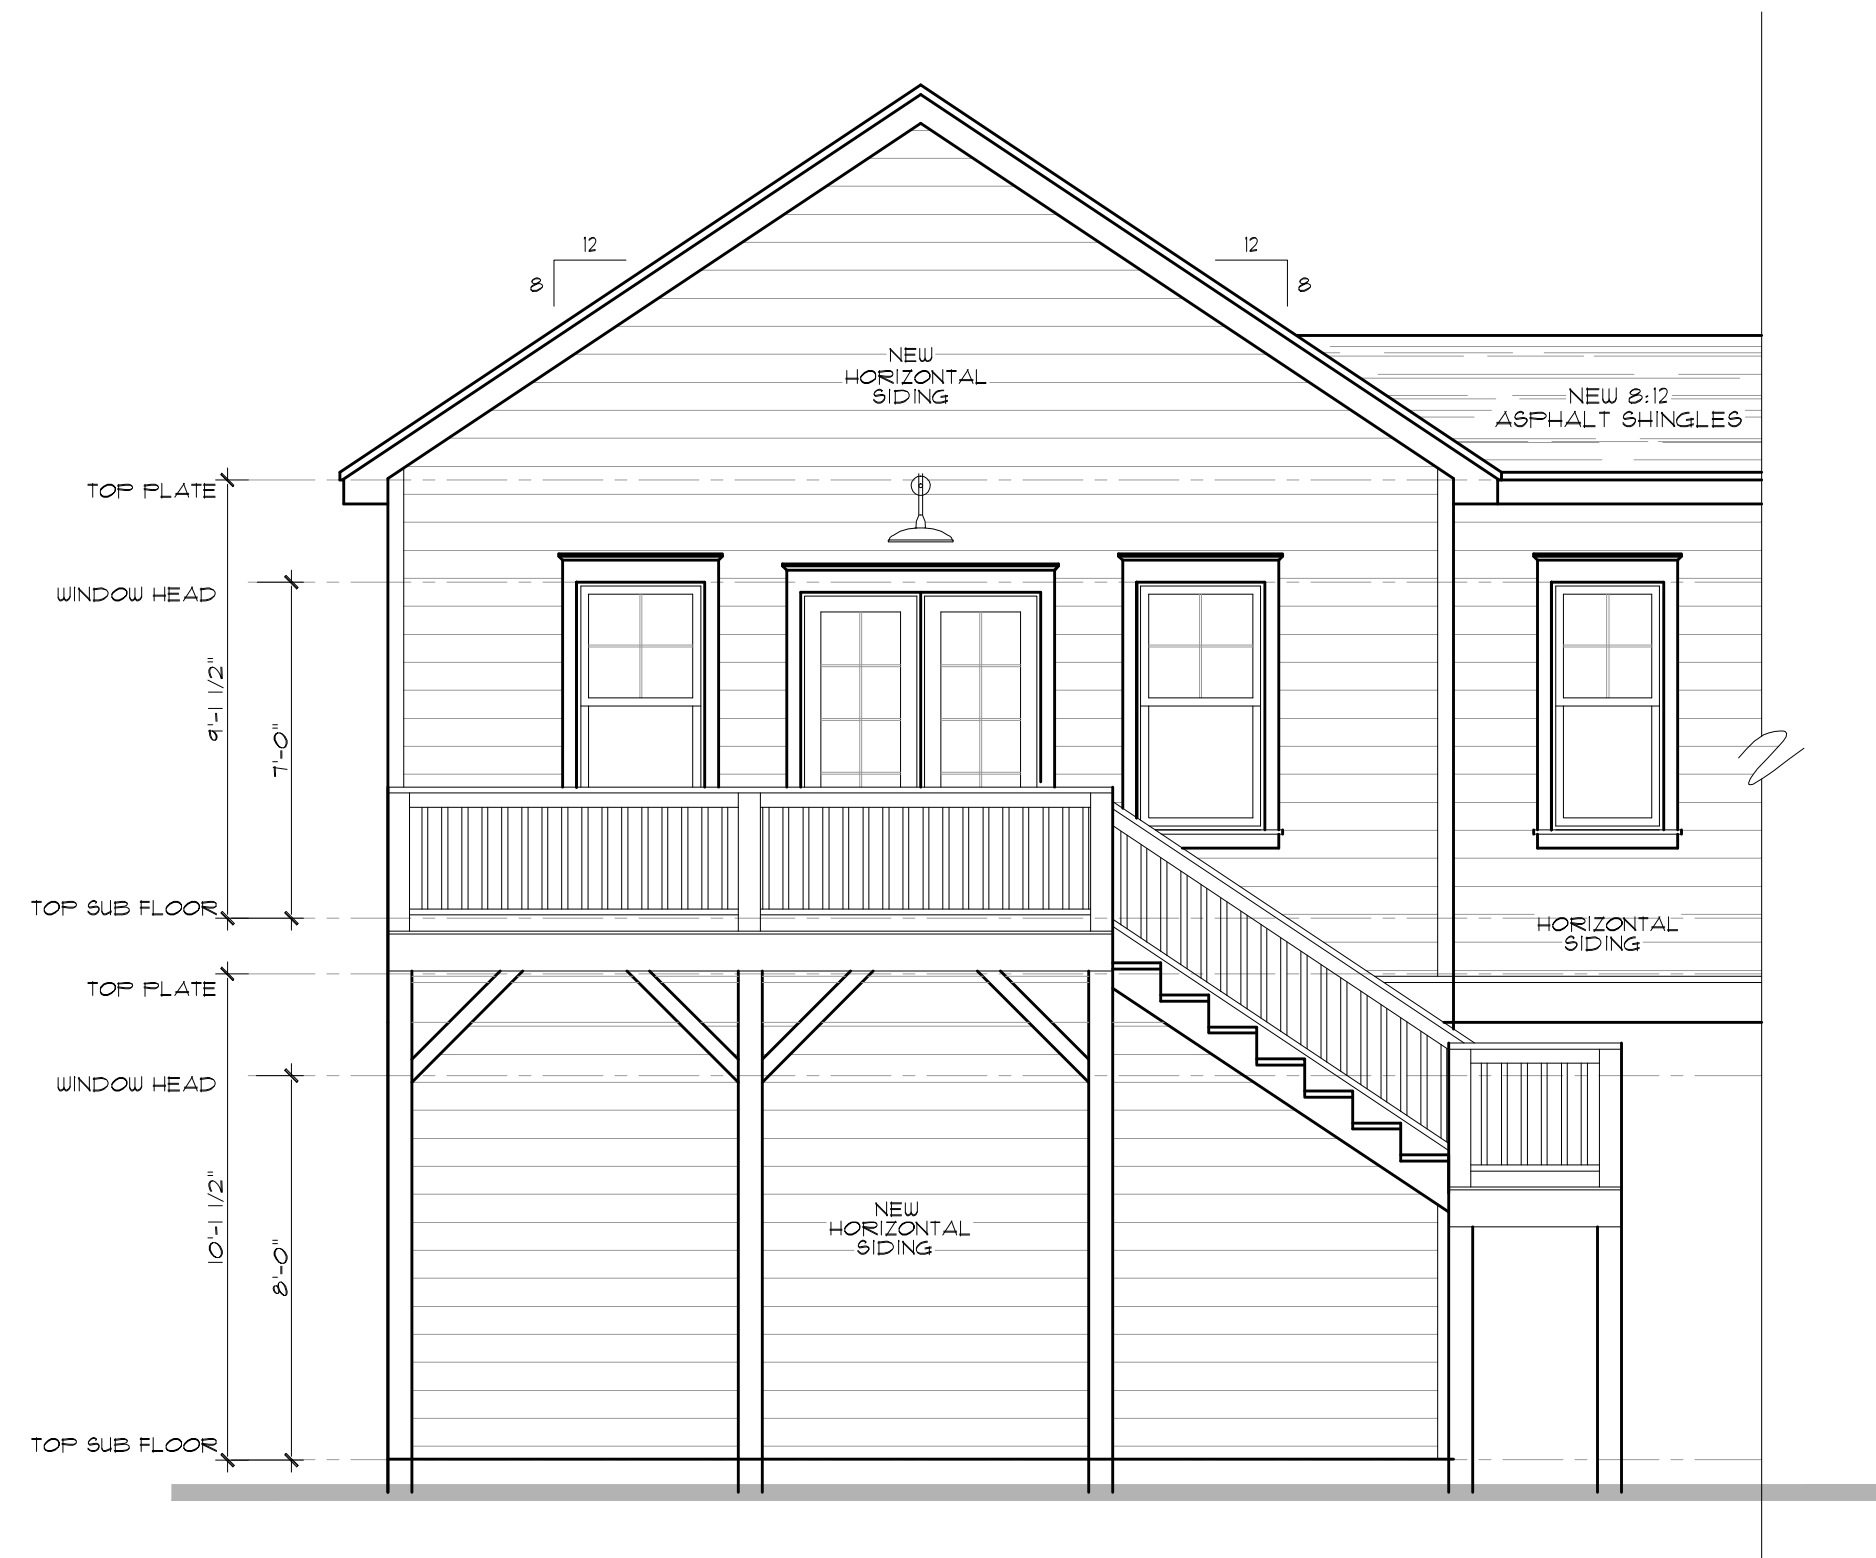 12
12
8
8
NEW
HORIZONTAL
SIDING
NEW 8:12
ASPHALT SHINGLES
TOP PLATE
WINDOW HEAD
9'-1 1/2"
7'-0"
TOP SUB FLOOR
HORIZONTAL
SIDING
TOP PLATE
WINDOW HEAD
10'-1 1/2"
8'-0"
NEW
HORIZONTAL
SIDING
TOP SUB FLOOR